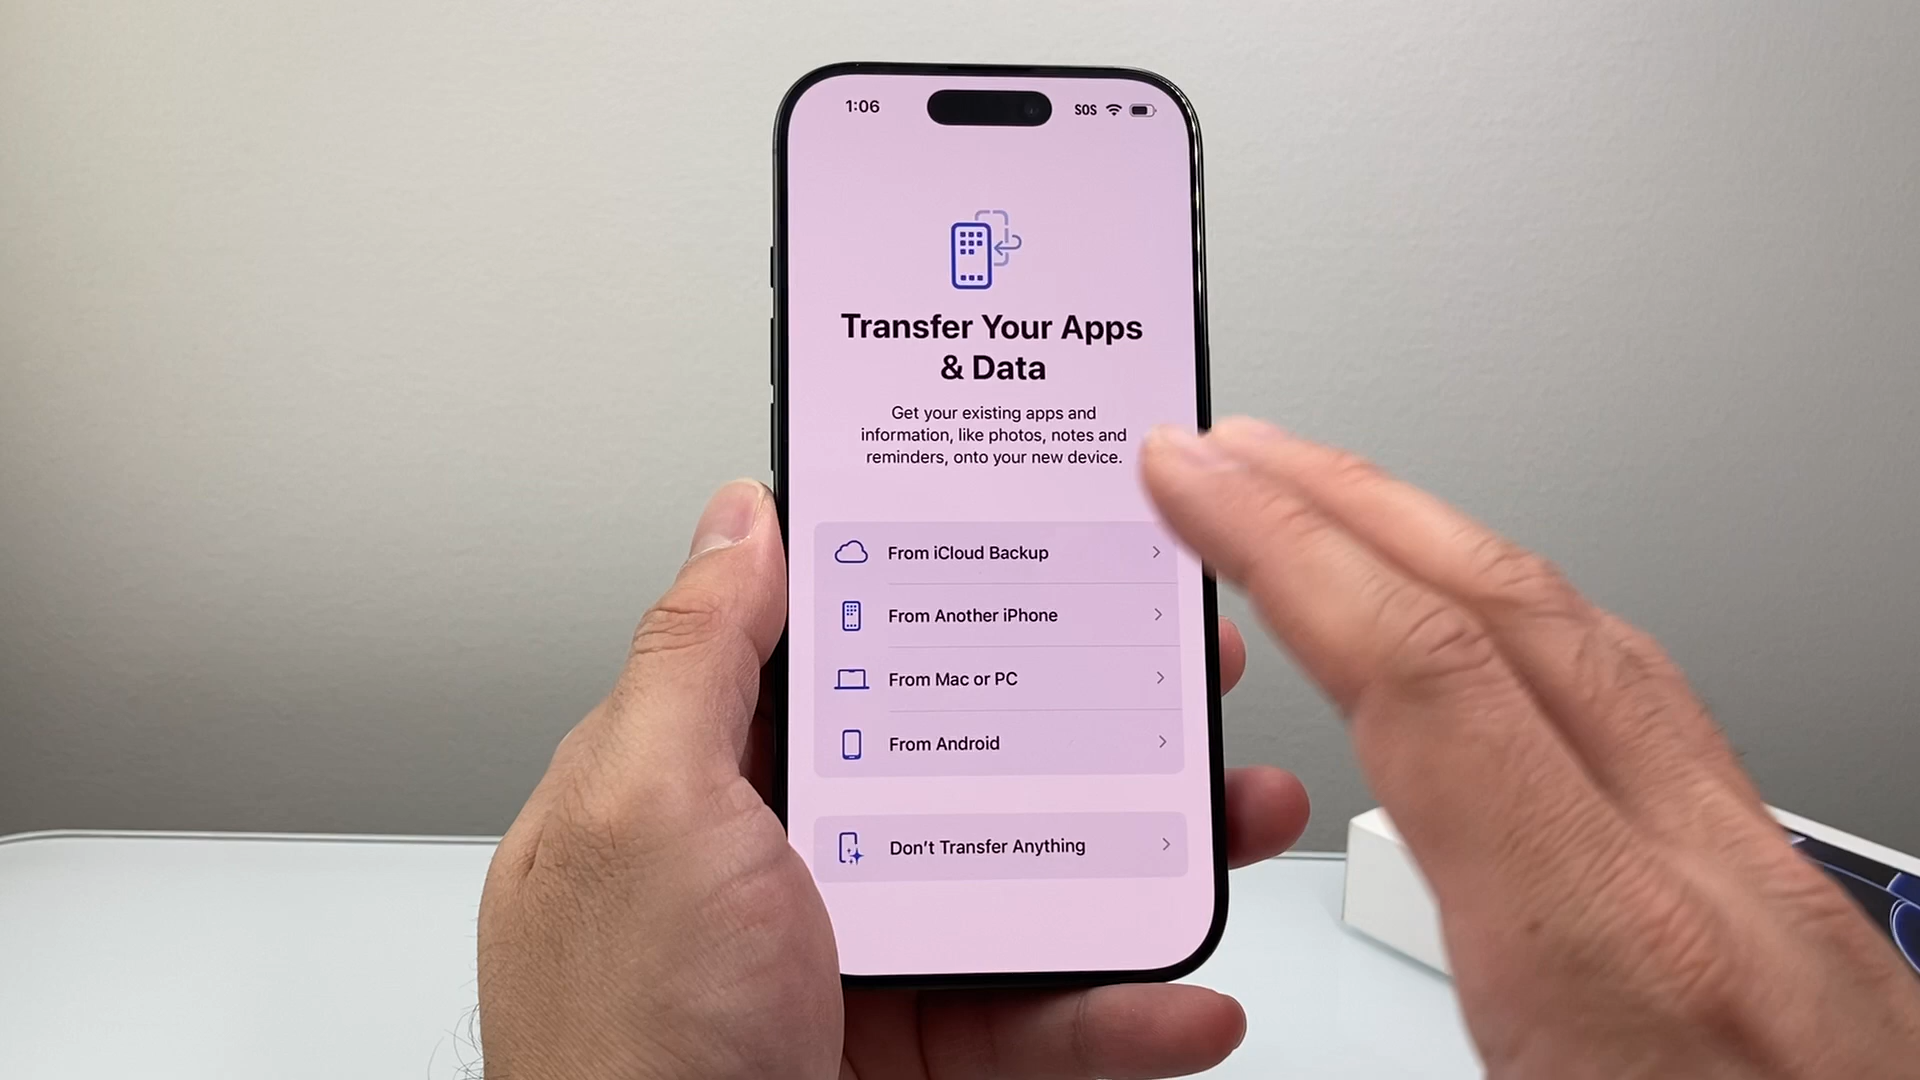 1:06
SOS
Transfer Your Apps
& Data
Get your existing apps and
information, like photos, notes and
reminders, onto your new device.
From iCloud Backup
From Another iPhone
From Mac or PC
From Android
Don't Transfer Anything